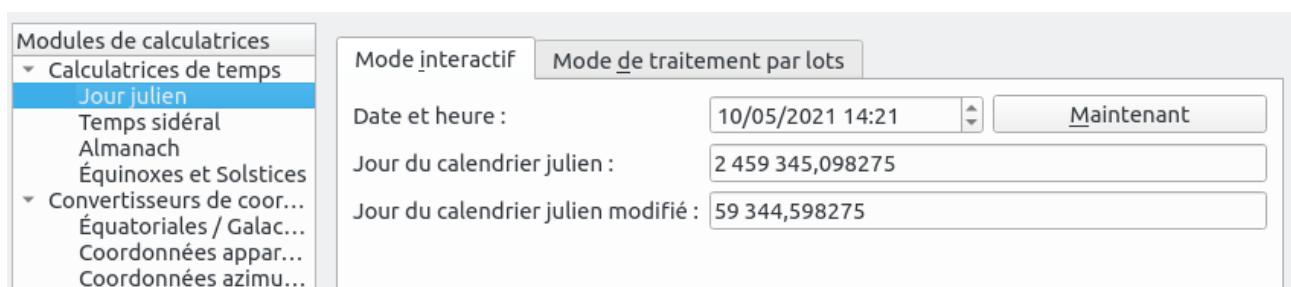 Modules de calculatrices
Calculatrices de temps
Jour julien
Temps sidéral
Almanach
Équinoxes et Solstices
Convertisseurs de coor...
Équatoriales / Galac...
Coordonnées appar...
Coordonnées azimu...
Mode interactif
Mode de traitement par lots
Date et heure : 10/05/2021 14:21 Maintenant
Jour du calendrier julien : 2 459 345,098275
Jour du calendrier julien modifié : 59 344,598275